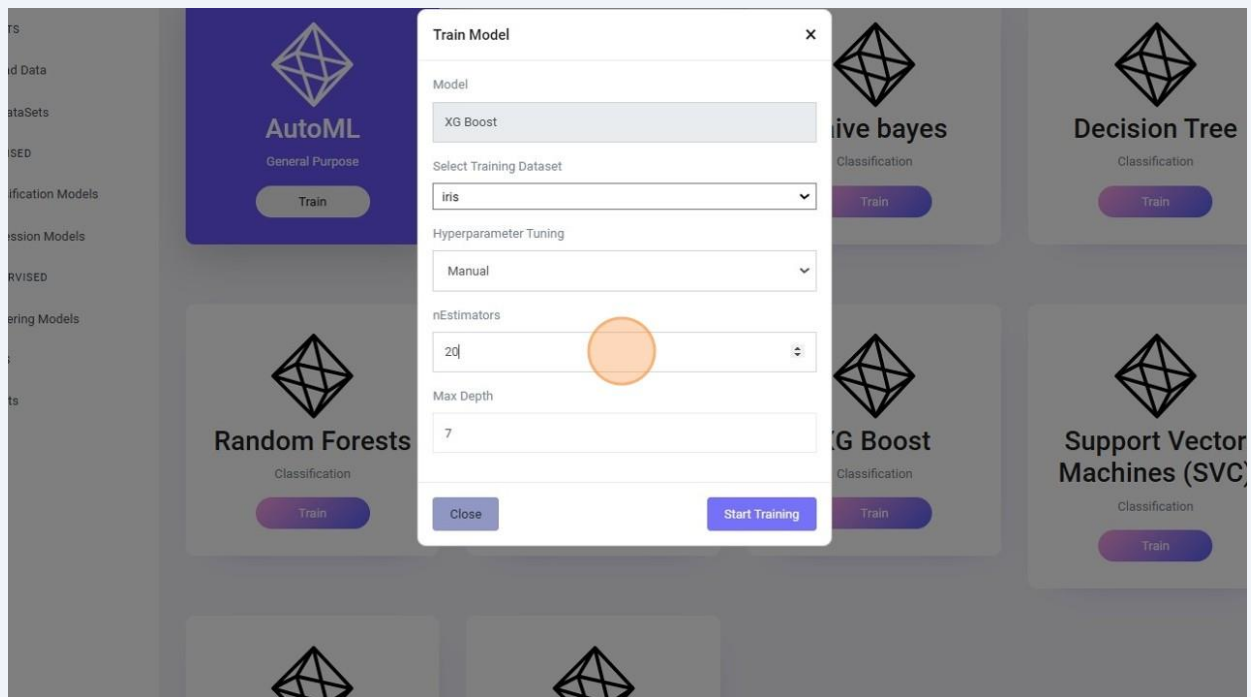 TS
d Data
ataSets
ISED
ification Models
ession Models
RVISED
ering Models
ts
AutoML
General Purpose
Train
Train Model
×
Model
XG Boost
Select Training Dataset
iris
Hyperparameter Tuning
Manual
nEstimators
20
Max Depth
7
Close
Start Training
ive bayes
Classification
Train
Decision Tree
Classification
Train
Random Forests
Classification
Train
G Boost
Classification
Train
Support Vector
Machines (SVC)
Classification
Train